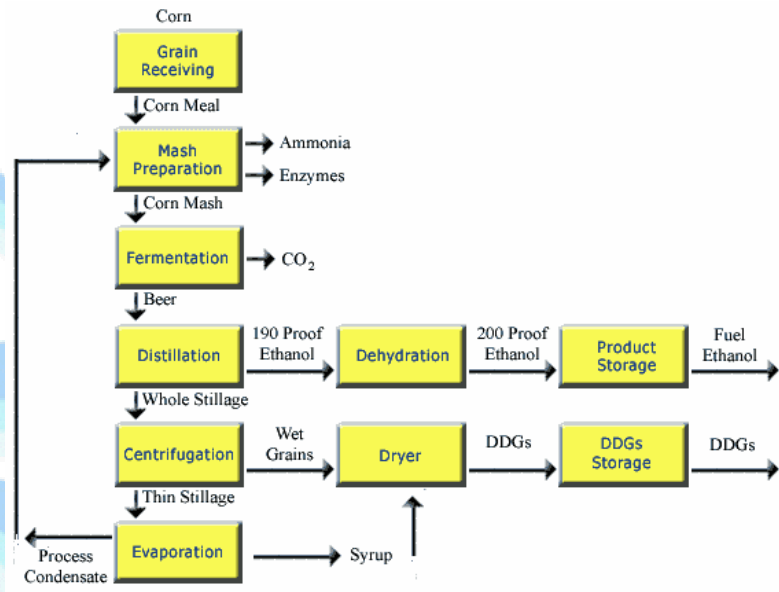 Corn
Grain
Receiving
Corn Meal
Mash
Preparation
Ammonia
Enzymes
Corn Mash
Fermentation
CO2
Beer
Distillation
190 Proof
Ethanol
Dehydration
200 Proof
Ethanol
Product
Storage
Fuel
Ethanol
Whole Stillage
Centrifugation
Wet
Grains
Dryer
DDGs
DDGs
Storage
DDGs
Thin Stillage
Evaporation
Process
Condensate
Syrup